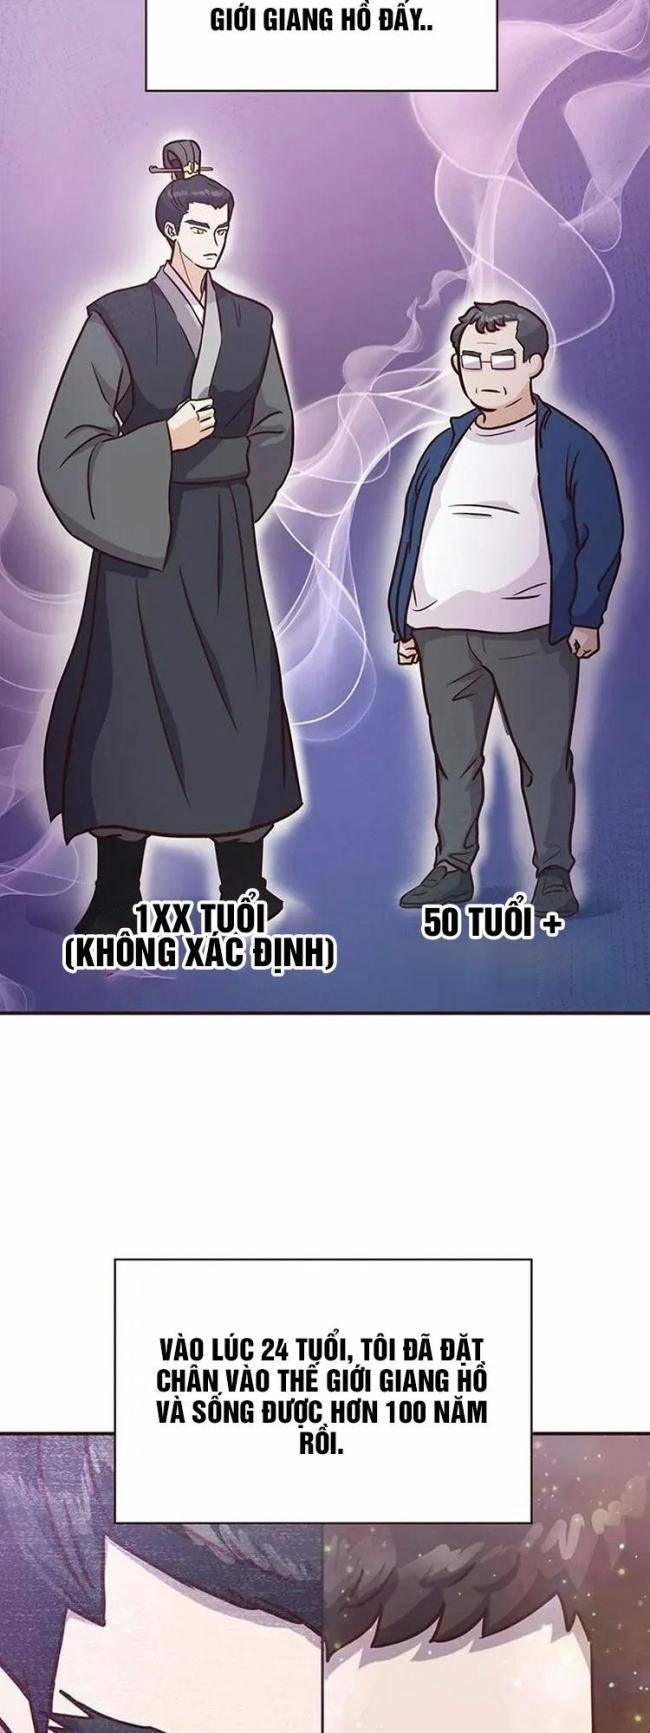 GIỚI GIANG HỒ ĐẤY..
1XX TUỔI
(KHÔNG XÁC ĐỊNH)
50 TUỔI +
VÀO LÚC 24 TUỔI, TÔI ĐÃ ĐẶT
CHÂN VÀO THẾ GIỚI GIANG HỒ
VÀ SỐNG ĐƯỢC HƠN 100 NĂM
RỒI.